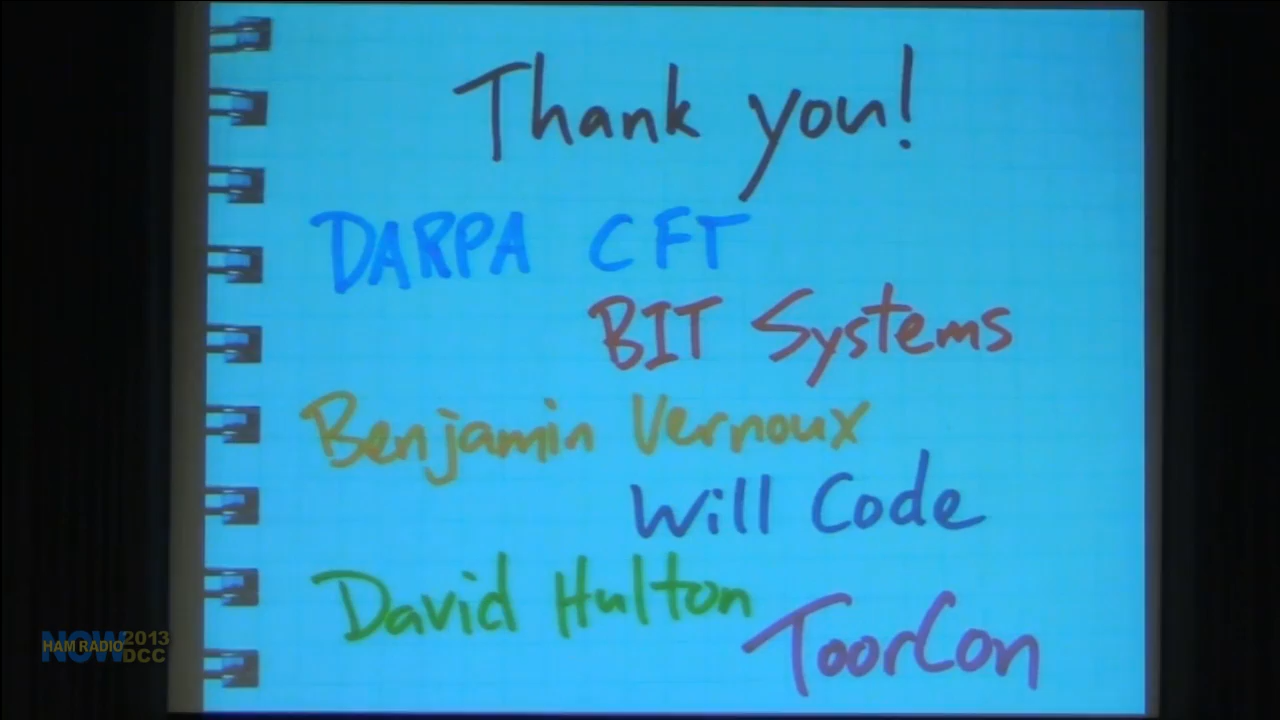 Thank you!
DARPA CFT
BIT Systems
Benjamin Vernoux
Will Code
David Hulton
ToorCon
HAM RADIO NOW 2013 DCC